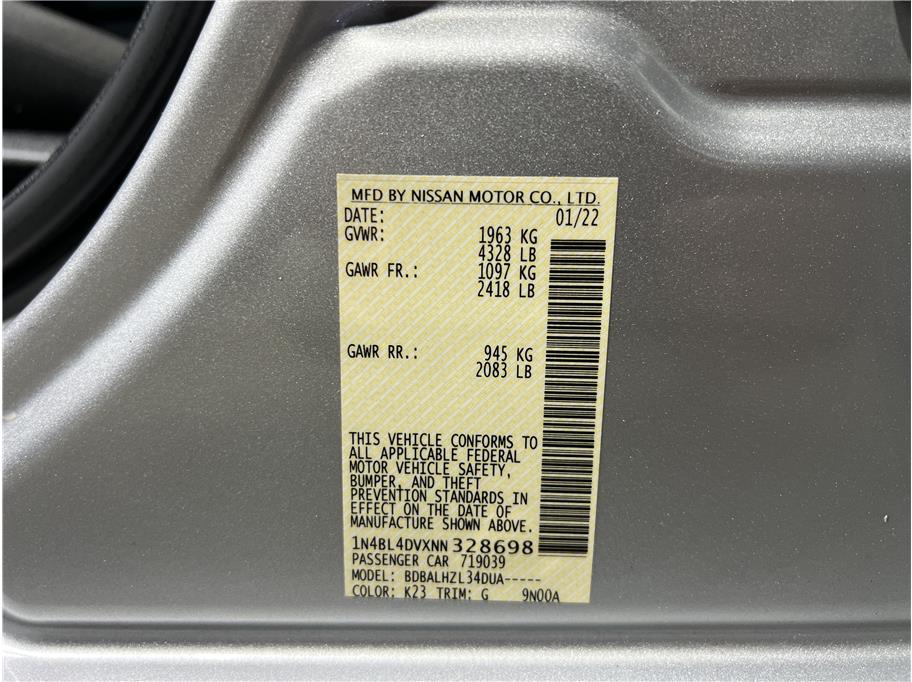 MFD BY NISSAN MOTOR CO., LTD.
DATE: 01/22
GVWR: 1963 KG
4328 LB
GAWR FR.: 1097 KG
2418 LB
GAWR RR.: 945 KG
2083 LB
THIS VEHICLE CONFORMS TO
ALL APPLICABLE FEDERAL
MOTOR VEHICLE SAFETY,
BUMPER, AND THEFT
PREVENTION STANDARDS IN
EFFECT ON THE DATE OF
MANUFACTURE SHOWN ABOVE.
1N4BL4DVXNN328698
PASSENGER CAR 719039
MODEL: BDBALHZL34DUA-----
COLOR: K23 TRIM: G 9N00A